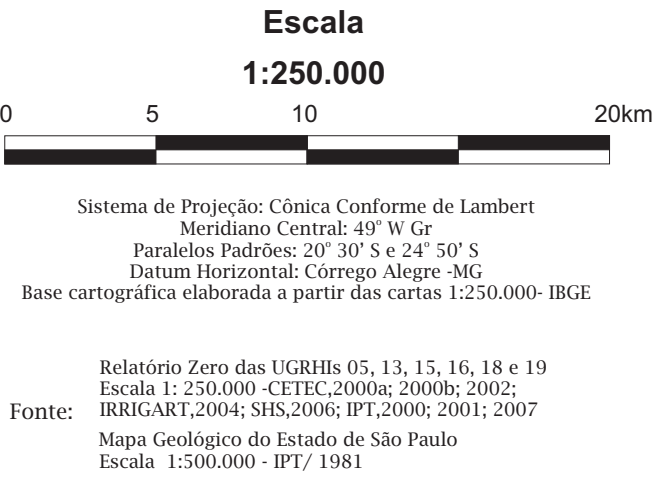 Escala
1:250.000
0 5 10 20km
Sistema de Projeção: Cônica Conforme de Lambert
Meridiano Central: 49° W Gr
Paralelos Padrões: 20° 30’ S e 24° 50’ S
Datum Horizontal: Córrego Alegre -MG
Base cartográfica elaborada a partir das cartas 1:250.000- IBGE
Relatório Zero das UGRHIs 05, 13, 15, 16, 18 e 19
Escala 1: 250.000 -CETEC,2000a; 2000b; 2002;
Fonte: IRRIGART,2004; SHS,2006; IPT,2000; 2001; 2007
Mapa Geológico do Estado de São Paulo
Escala 1:500.000 - IPT/ 1981